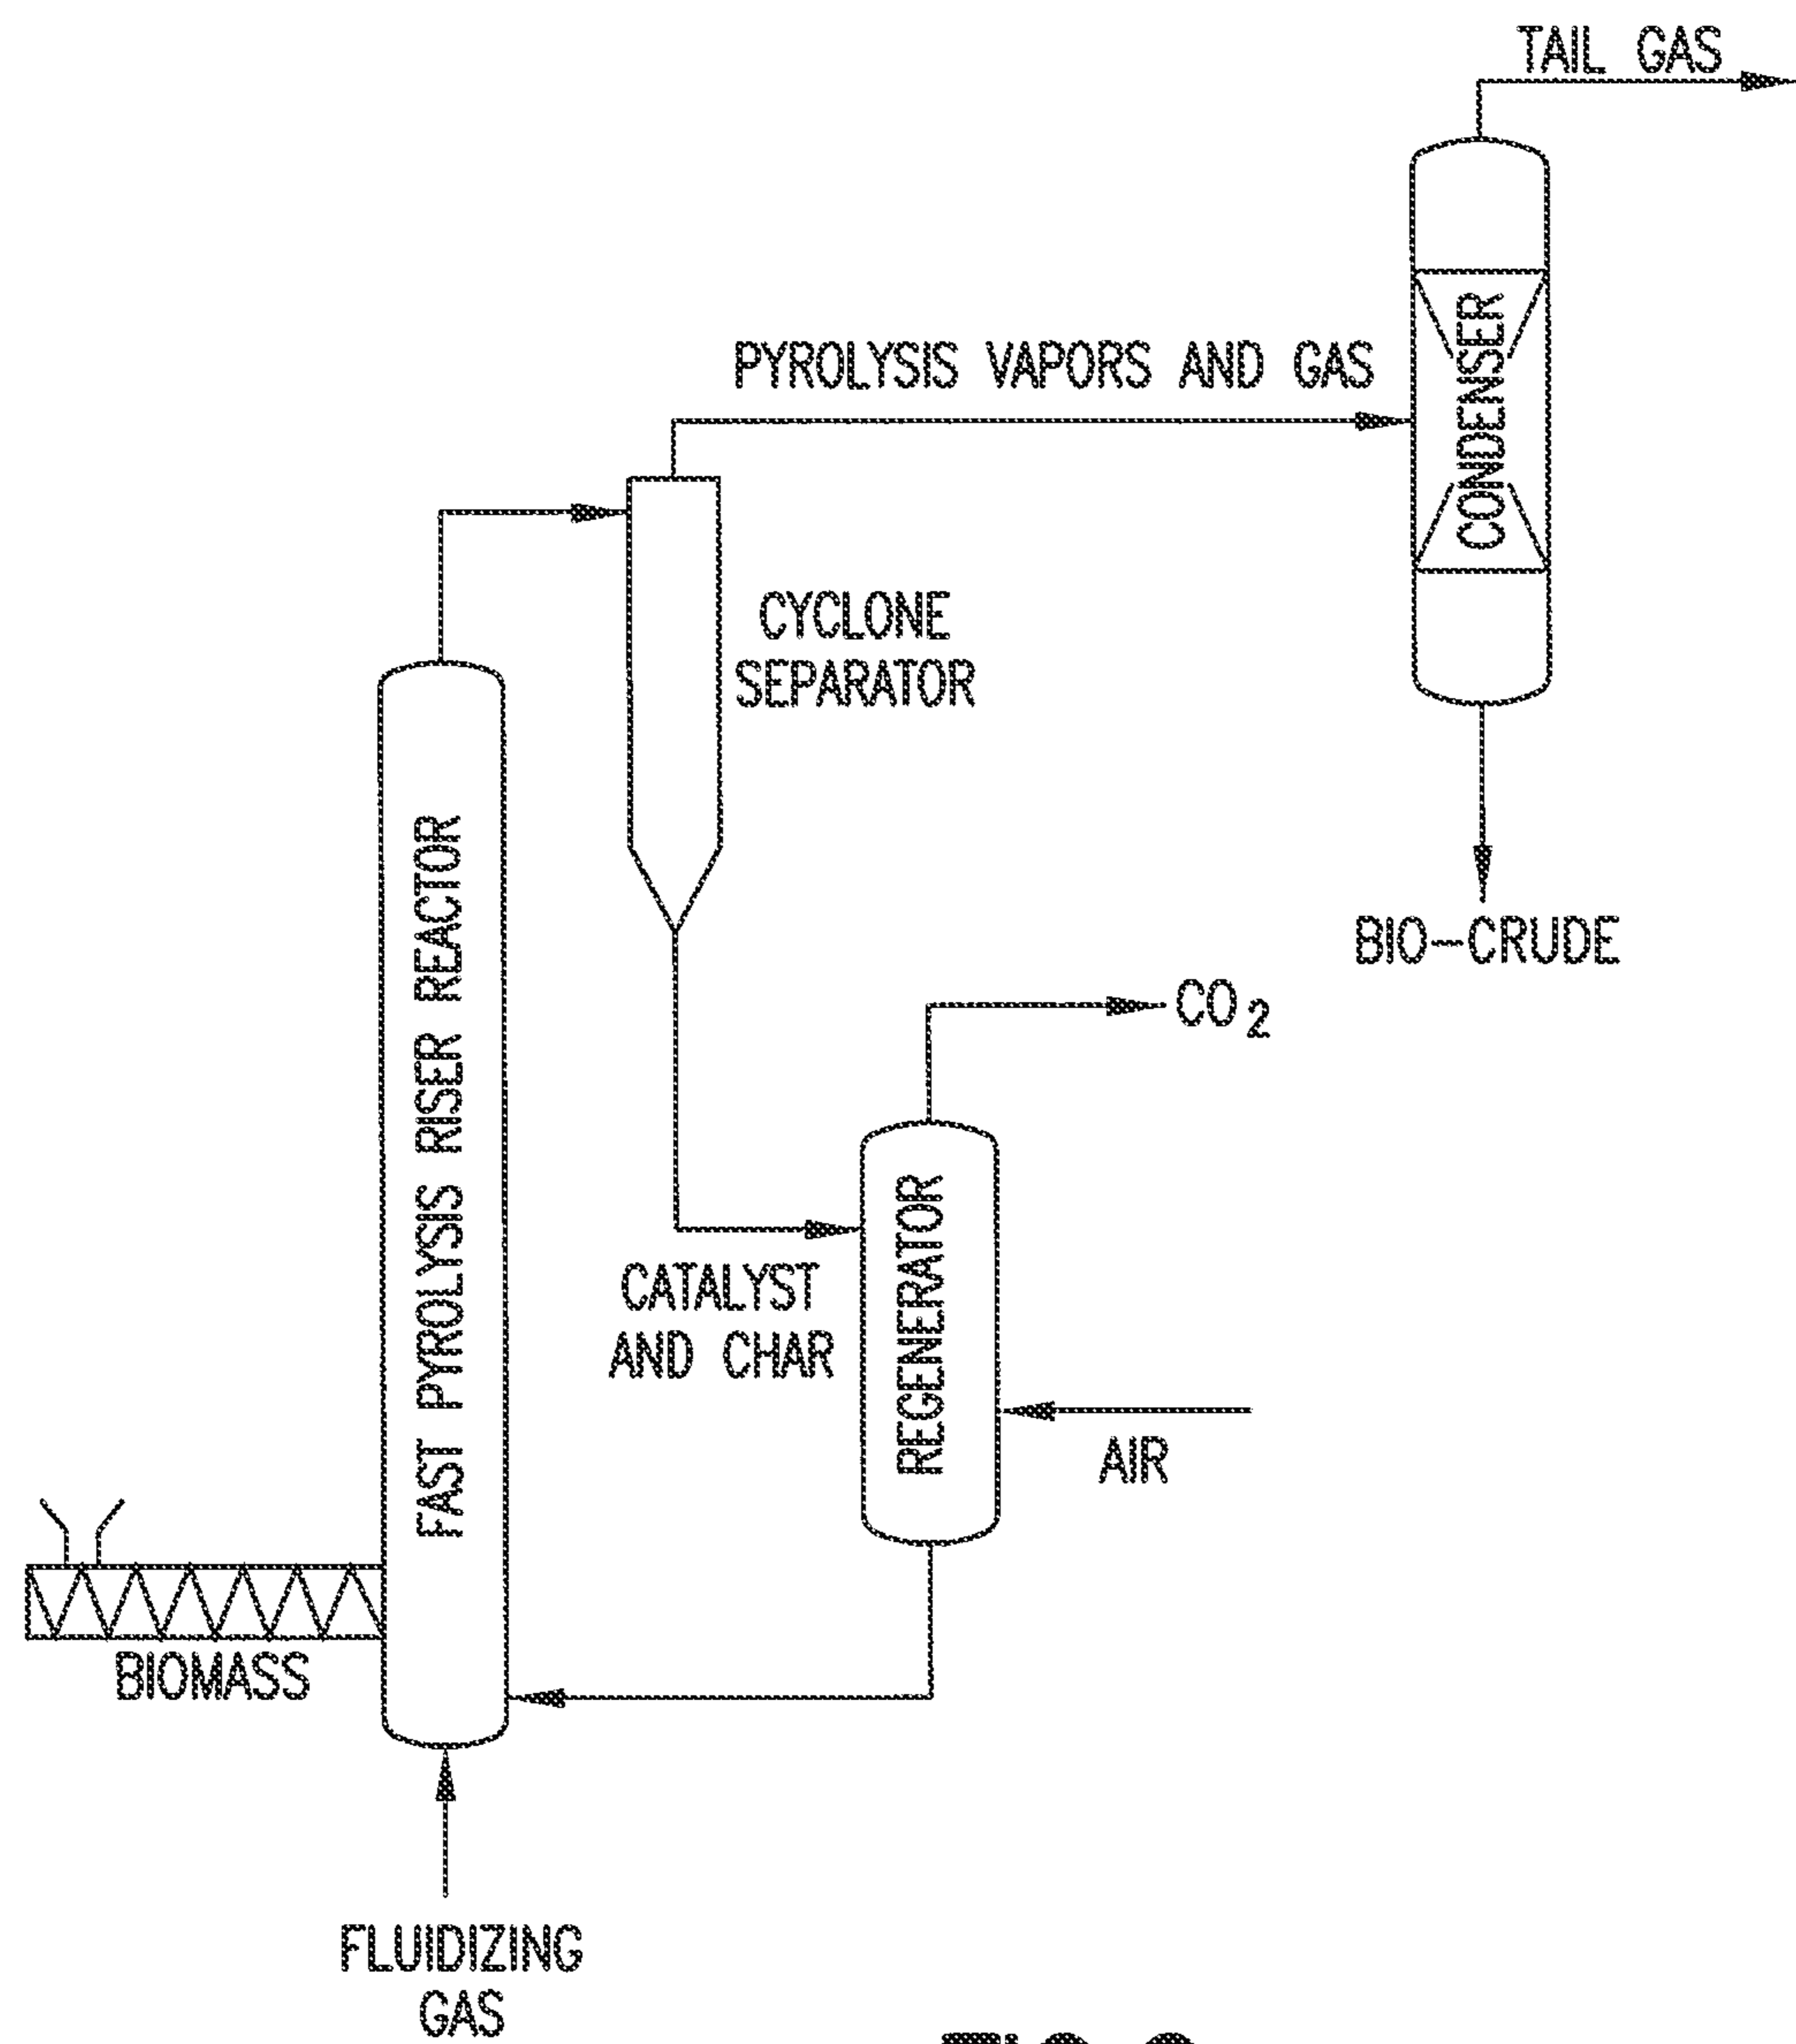 TAIL GAS
PYROLYSIS VAPORS AND GAS
CONDENSER
CYCLONE
SEPARATOR
FAST PYROLYSIS RISER REACTOR
BIO-CRUDE
CO2
REGENERATOR
CATALYST
AND CHAR
AIR
BIOMASS
FLUIDIZING
GAS